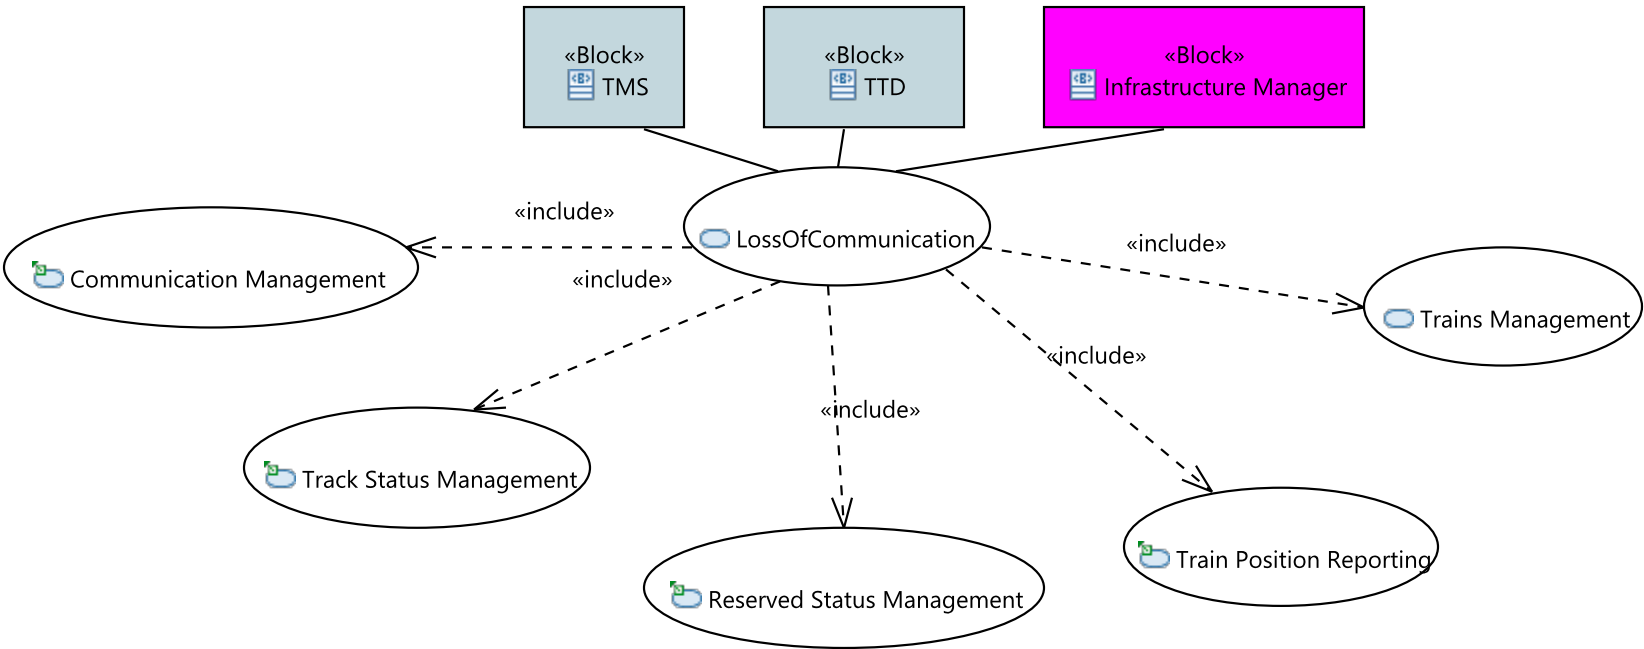 «Block»
TMS
«Block»
TTD
«Block»
Infrastructure Manager
«include»
LossOfCommunication
«include»
Communication Management
«include»
Trains Management
«include»
«include»
Track Status Management
Train Position Reporting
Reserved Status Management